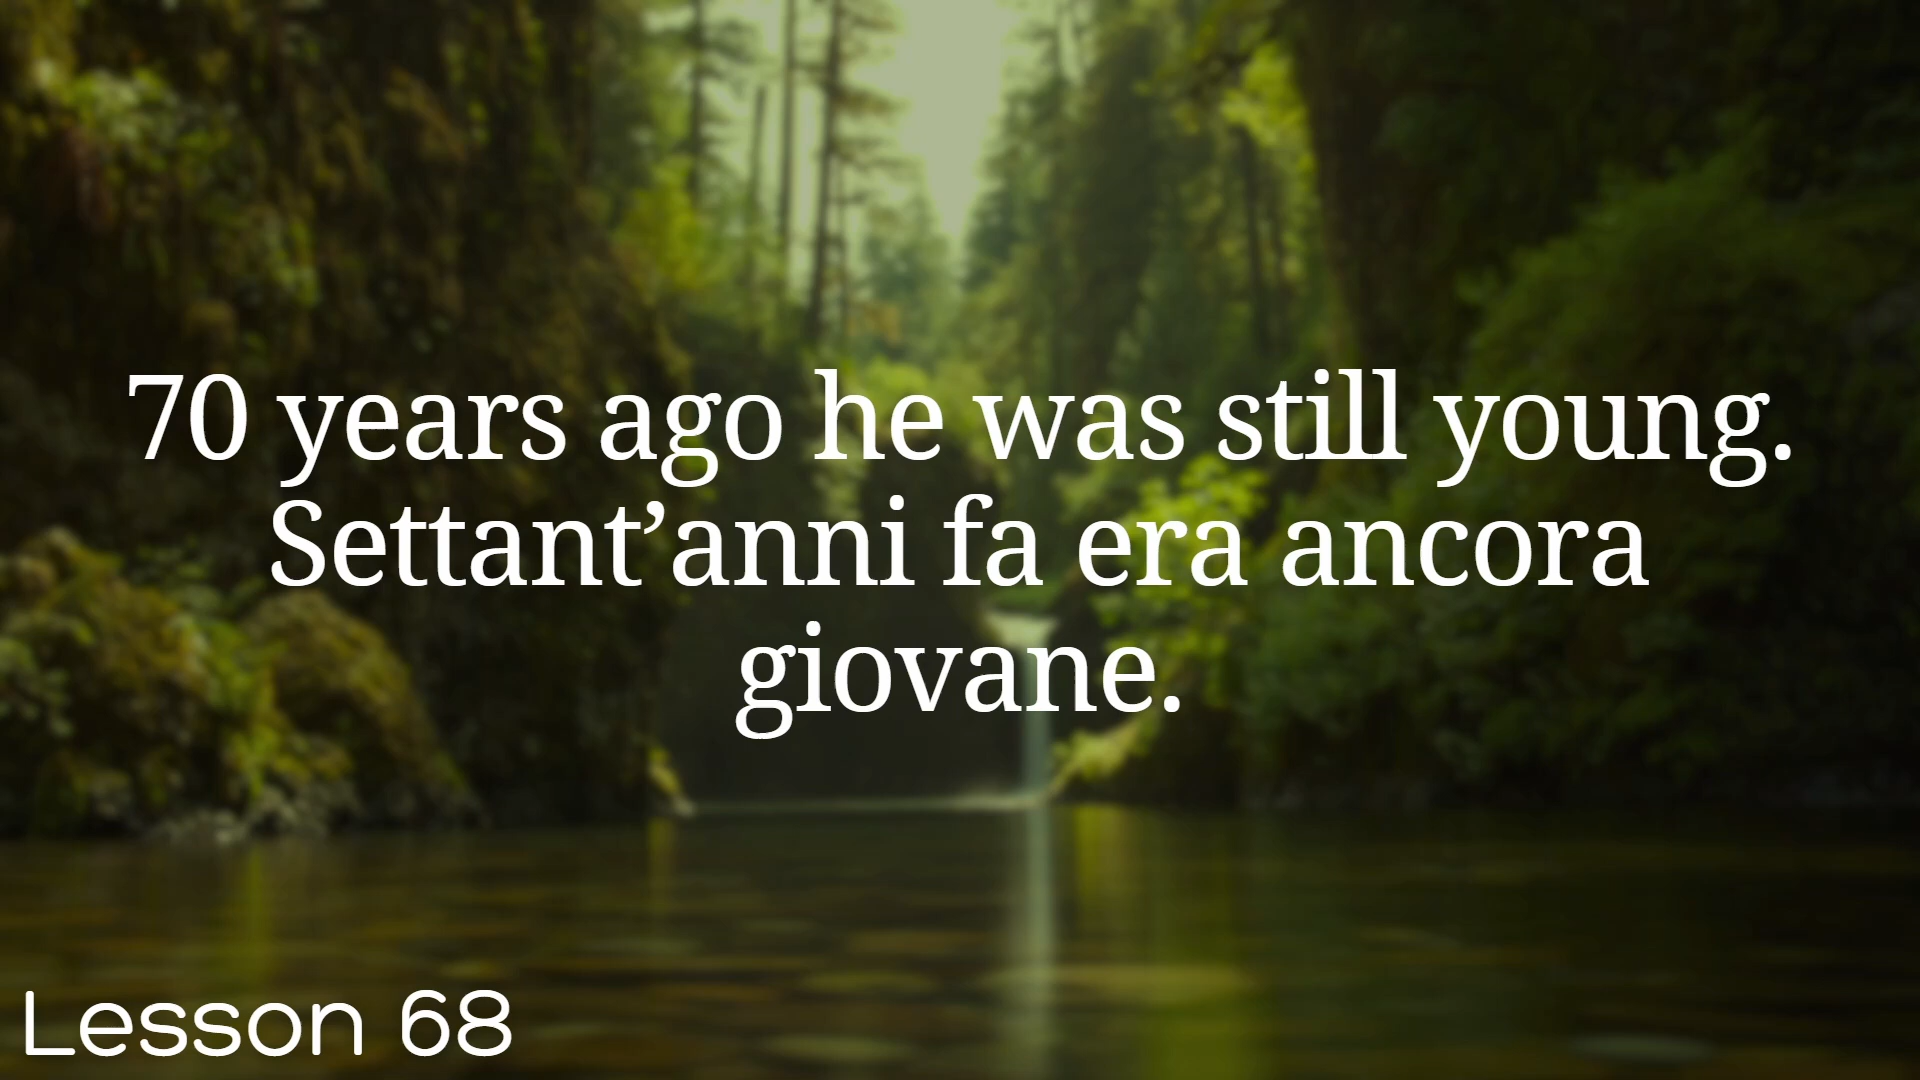 70 years ago he was still young.
Settant’anni fa era ancora
giovane.
Lesson 68